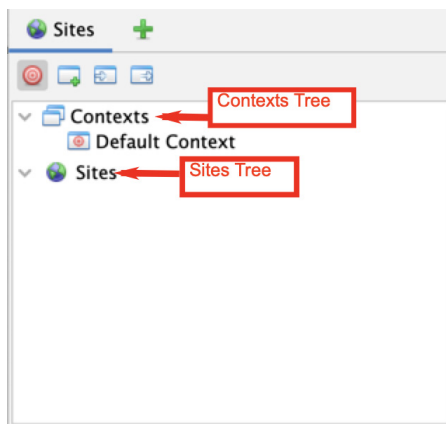 Sites
Contexts
Contexts Tree
Default Context
Sites
Sites Tree